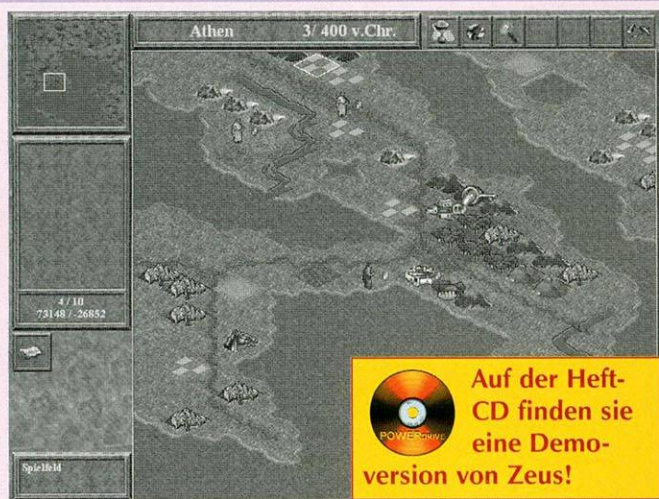 Athen 3/ 400 v.Chr.
4 / 10
73148 / -26852
Spielfeld
POWERDRIVE
Auf der Heft-
CD finden sie
eine Demo-
version von Zeus!